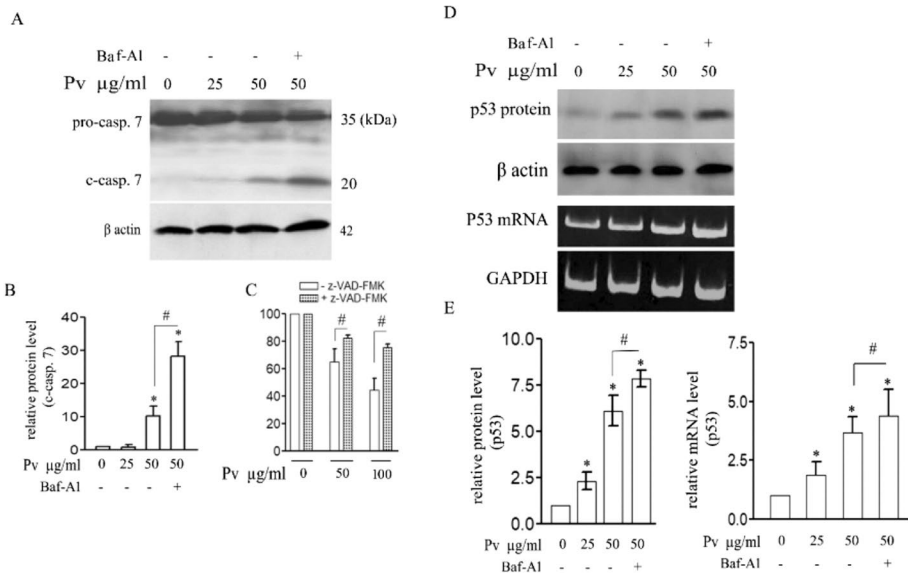 A
Baf-Al - - - +
Pv µg/ml 0 25 50 50
pro-casp. 7 35 (kDa)
c-casp. 7 20
β actin 42
B
relative protein level
(c-casp. 7)
40
30
20
10
0
#
*
*
Pv µg/ml 0 25 50 50
Baf-Al - - - +
C
- z-VAD-FMK
+ z-VAD-FMK
100
80
60
40
20
0
#
#
Pv µg/ml 0 50 100
D
Baf-Al - - - +
Pv µg/ml 0 25 50 50
p53 protein
β actin
P53 mRNA
GAPDH
E
relative protein level
(p53)
10.0
7.5
5.0
2.5
0.0
#
*
*
*
Pv µg/ml 0 25 50 50
Baf-Al - - - +
relative mRNA level
(p53)
7.5
5.0
2.5
0.0
#
*
*
*
Pv µg/ml 0 25 50 50
Baf-Al - - - +